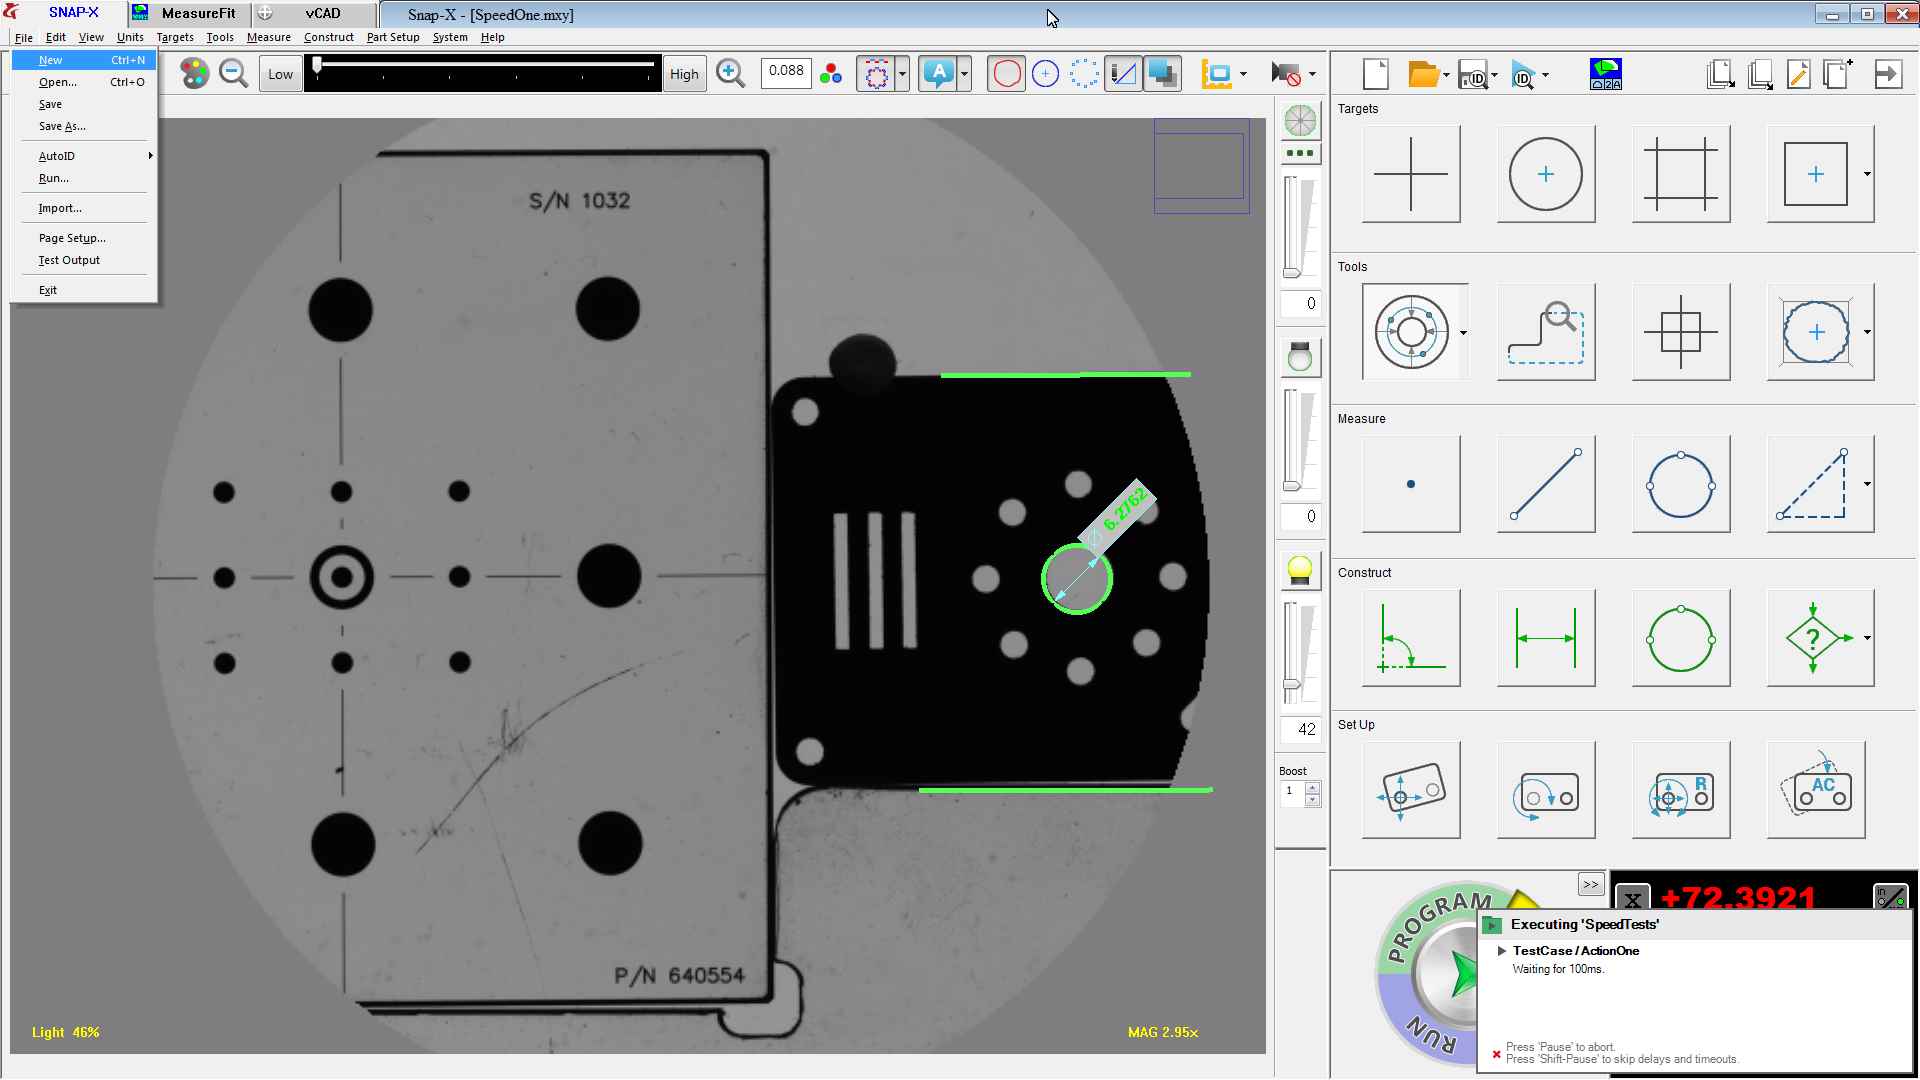 SNAP-X
MeasureFit
vCAD
Snap-X - [SpeedOne.mxy]
File Edit View Units Targets Tools Measure Construct Part Setup System Help
New Ctrl+N
Open... Ctrl+O
Save
Save As...
AutoID
Run...
Import...
Page Setup...
Test Output
Exit
Low
High
0.088
A
ID
ID
Targets
S/N 1032
0
Tools
Measure
6.2762
0
Construct
?
42
Set Up
Boost
1
R
AC
P/N 640554
Light 46%
MAG 2.95x
>>
PROGRAM
RUN
X
+72.3921
in
Executing 'SpeedTests'
TestCase / ActionOne
Waiting for 100ms.
Press 'Pause' to abort.
Press 'Shift-Pause' to skip delays and timeouts.